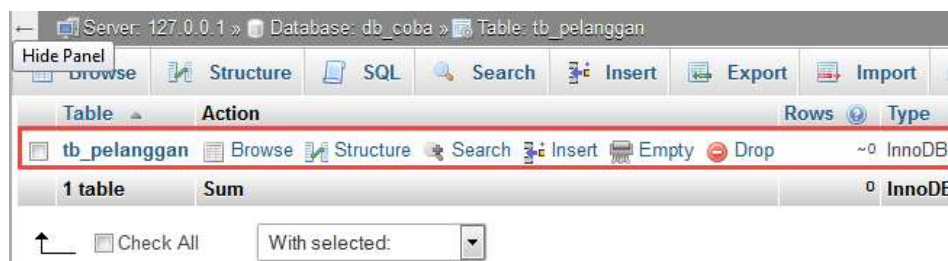 ← Server: 127.0.0.1 » Database: db_coba » Table: tb_pelanggan
Hide Panel
Browse Structure SQL Search Insert Export Import
Table Action Rows Type
tb_pelanggan Browse Structure Search Insert Empty Drop ~0 InnoDB
1 table Sum 0 InnoDB
Check All With selected: